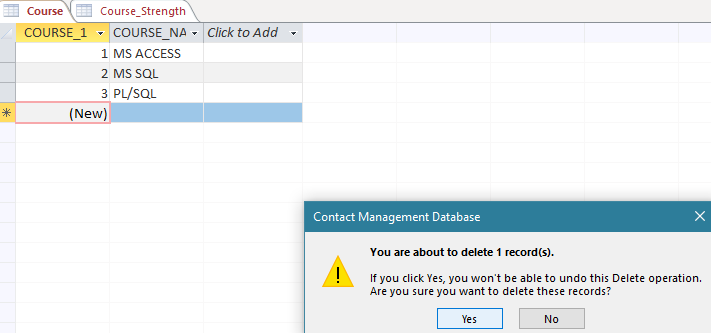 Course Course_Strength
COURSE_1 COURSE_NA Click to Add
1 MS ACCESS
2 MS SQL
3 PL/SQL
(New)
Contact Management Database
You are about to delete 1 record(s).
If you click Yes, you won't be able to undo this Delete operation.
Are you sure you want to delete these records?
Yes No